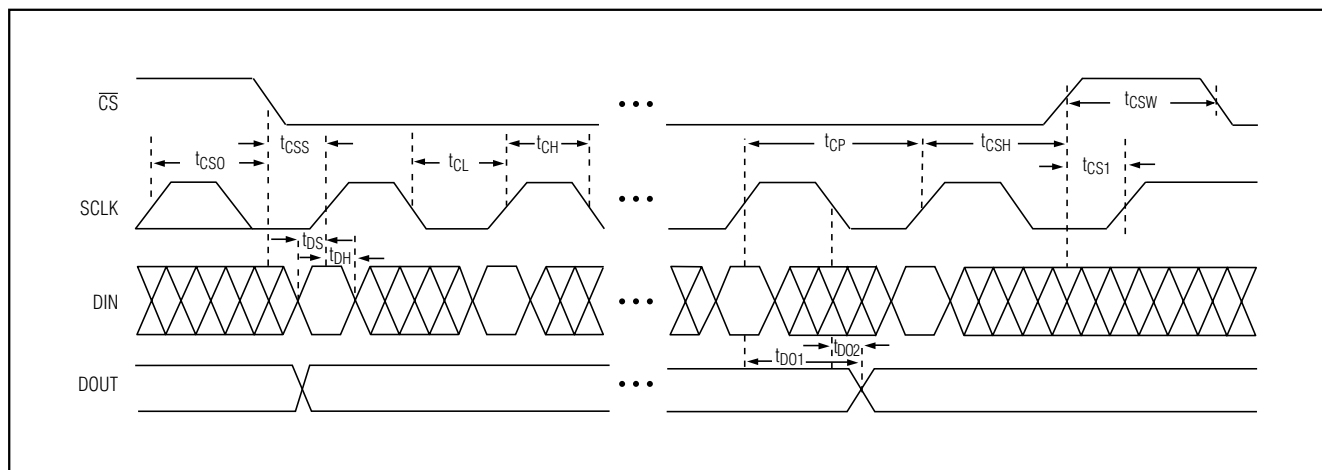 CS
tCSW
tCSS
tCSO
tCL
tCH
tCP
tCSH
tCS1
SCLK
tDS
tDH
DIN
tDO2
tDO1
DOUT